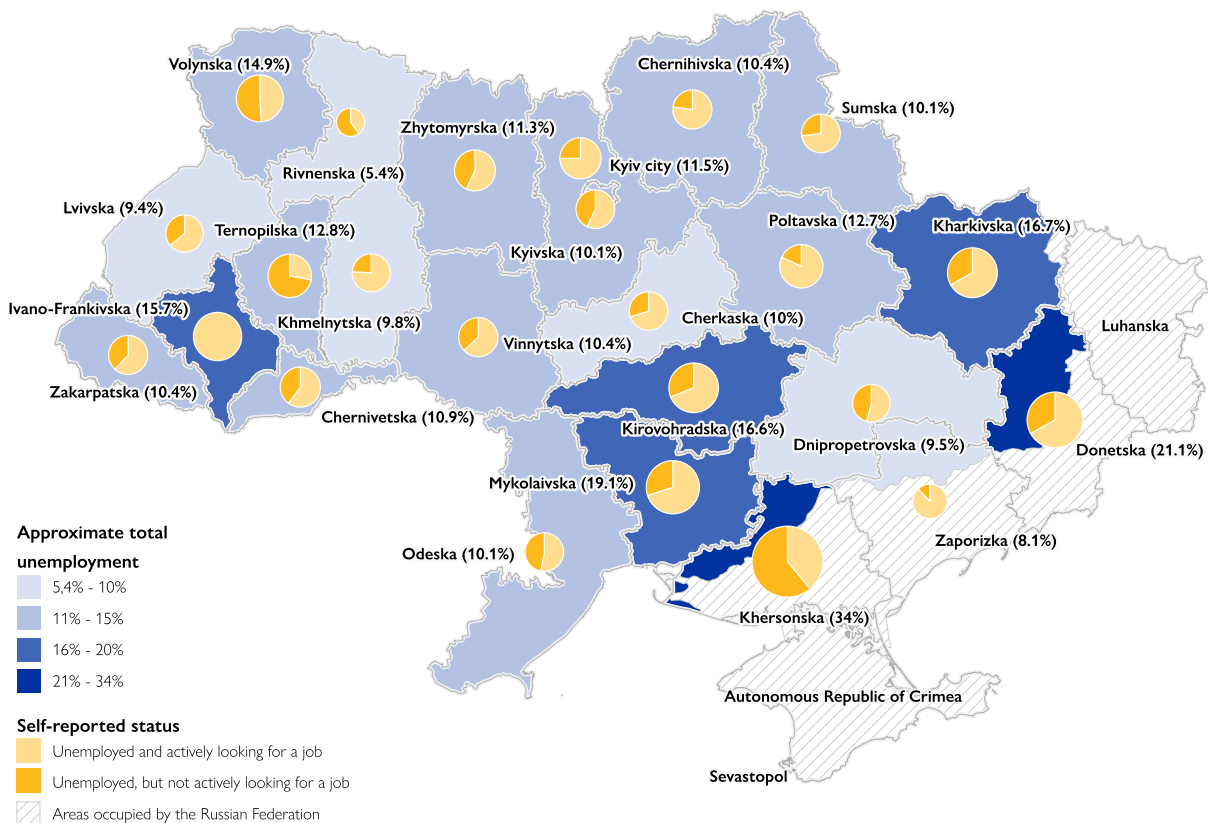 Volynska (14.9%)
Chernihivska (10.4%)
Sumska (10.1%)
Zhytomyrska (11.3%)
Kyiv city (11.5%)
Rivnenska (5.4%)
Lvivska (9.4%)
Ternopilska (12.8%)
Poltavska (12.7%)
Kharkivska (16.7%)
Kyivska (10.1%)
Ivano-Frankivska (15.7%)
Khmelnytska (9.8%)
Cherkaska (10%)
Luhanska
Vinnytska (10.4%)
Zakarpatska (10.4%)
Chernivetska (10.9%)
Kirovohradska (16.6%)
Dnipropetrovska (9.5%)
Donetska (21.1%)
Mykolaivska (19.1%)
Odeska (10.1%)
Zaporizka (8.1%)
Khersonska (34%)
Autonomous Republic of Crimea
Sevastopol
Approximate total
unemployment
5,4% - 10%
11% - 15%
16% - 20%
21% - 34%
Self-reported status
Unemployed and actively looking for a job
Unemployed, but not actively looking for a job
Areas occupied by the Russian Federation